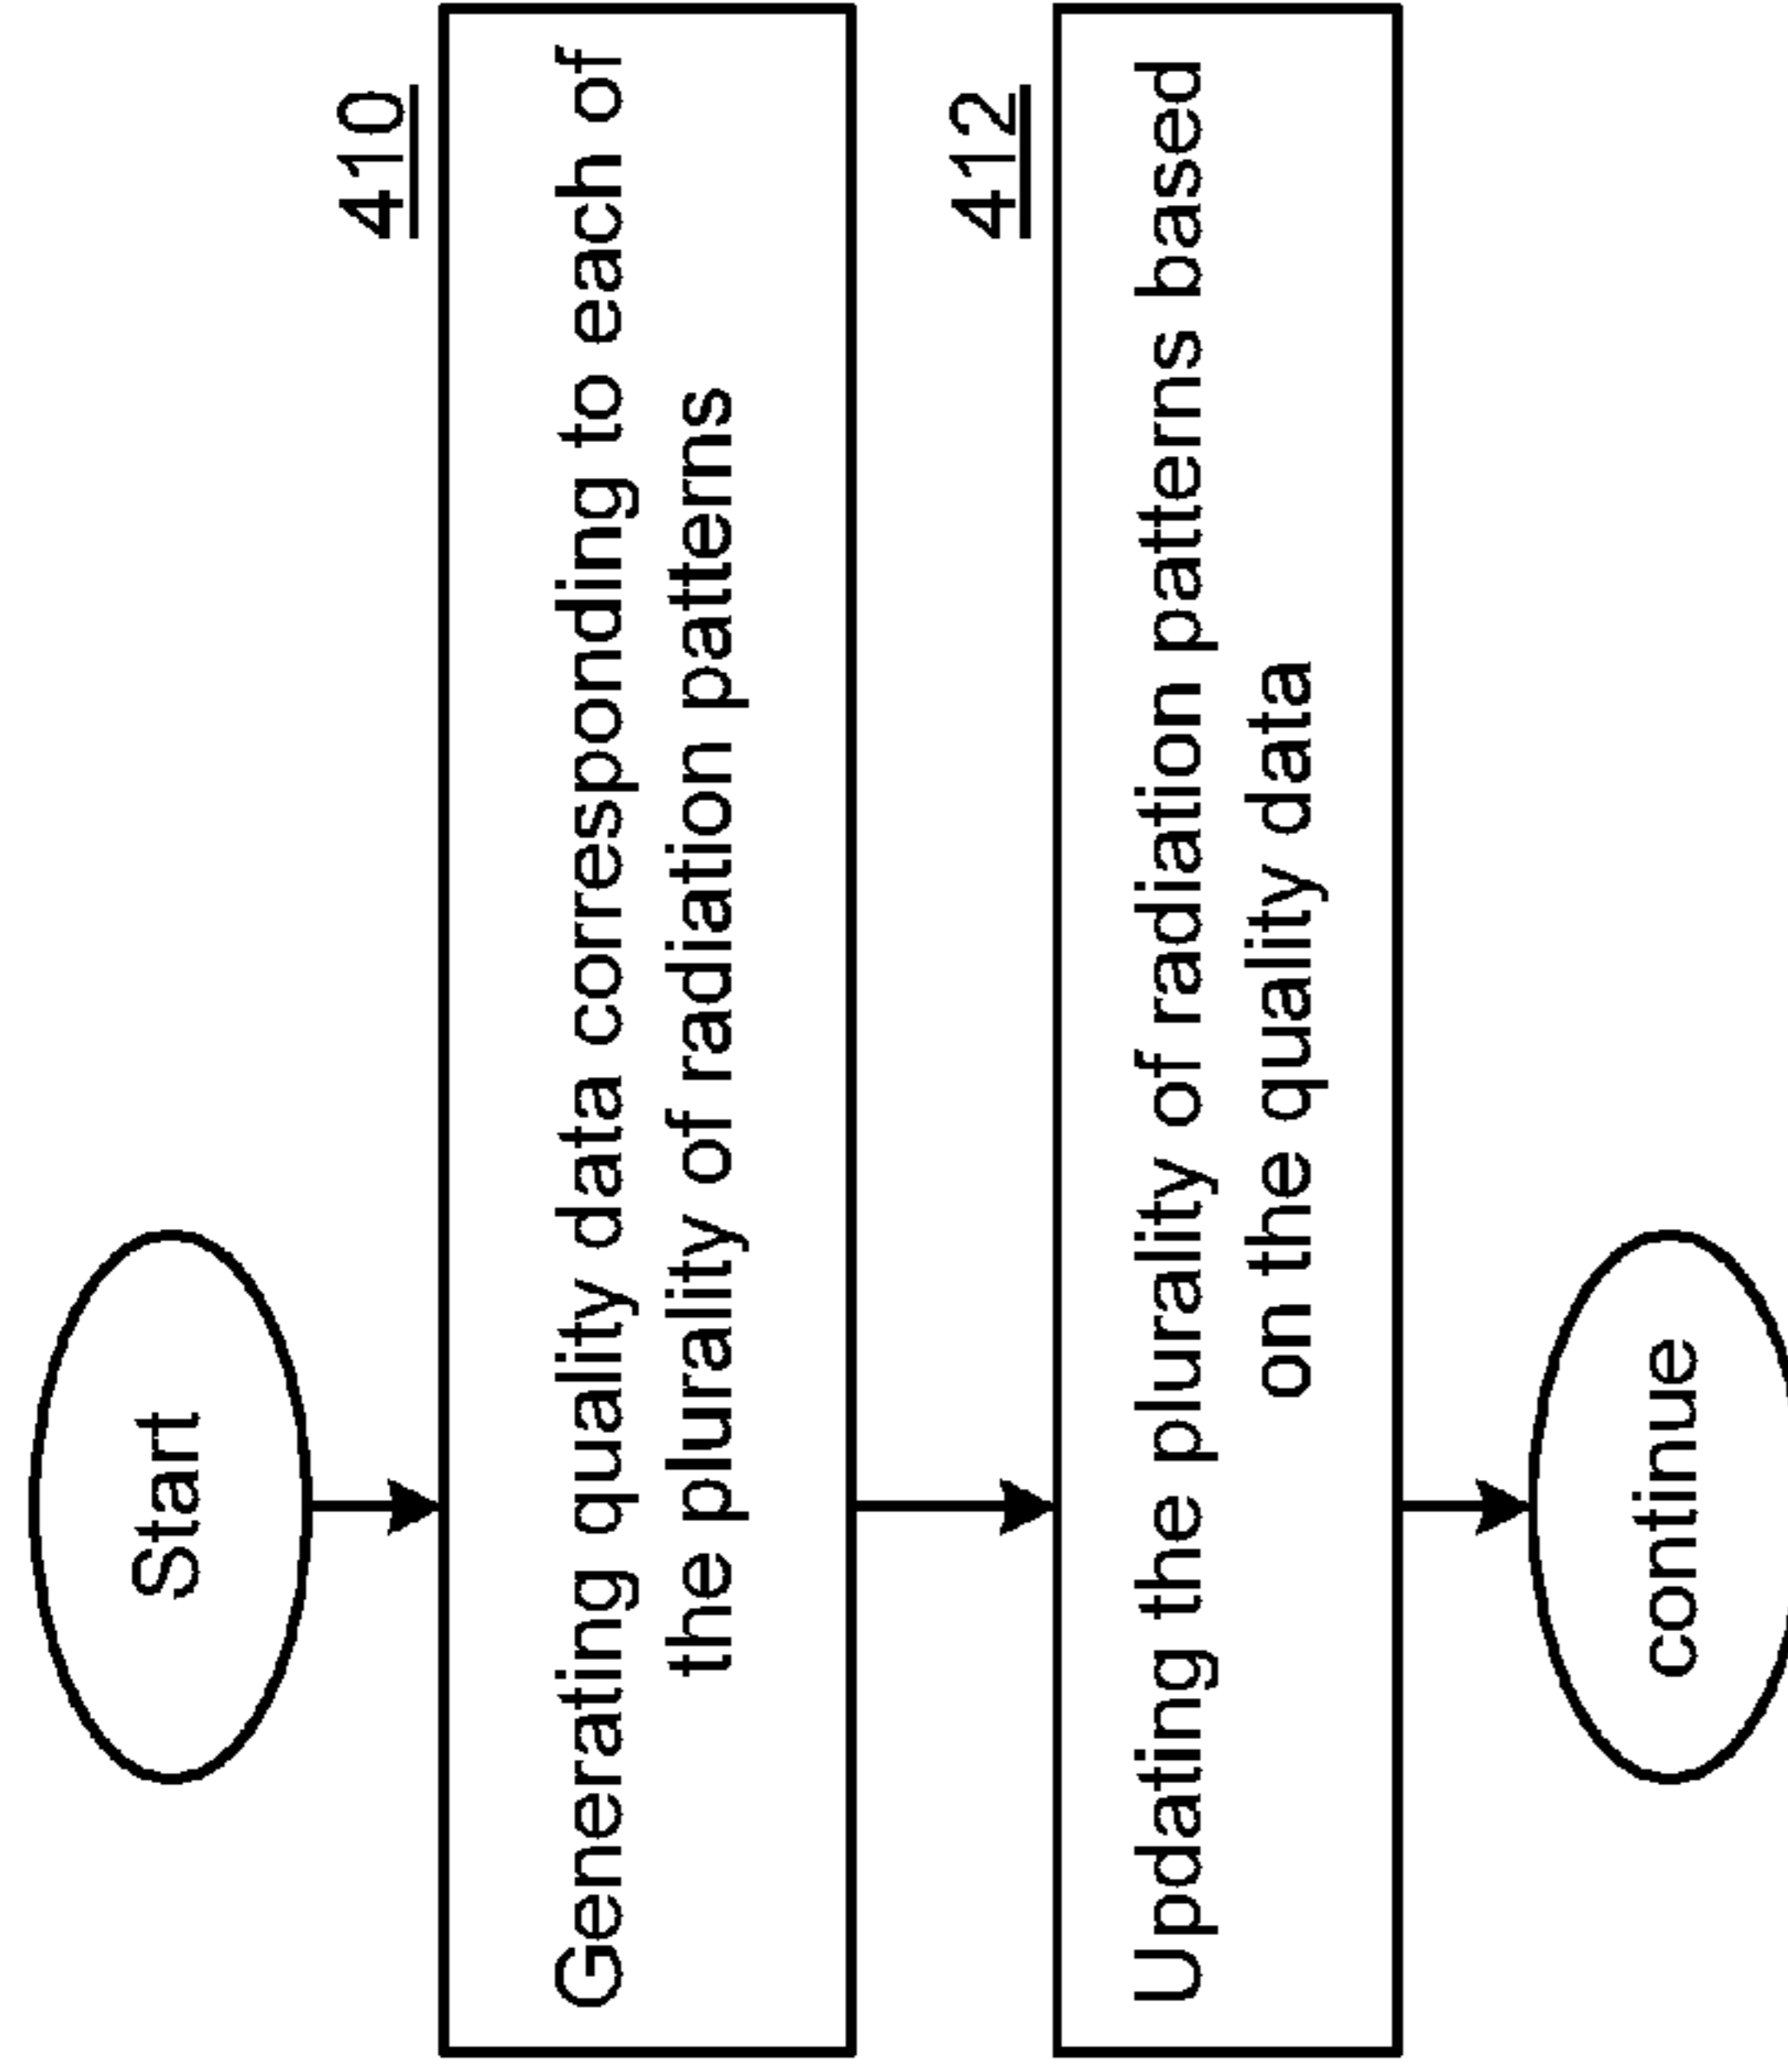 Start
410
Generating quality data corresponding to each of
the plurality of radiation patterns
412
Updating the plurality of radiation patterns based
on the quality data
continue